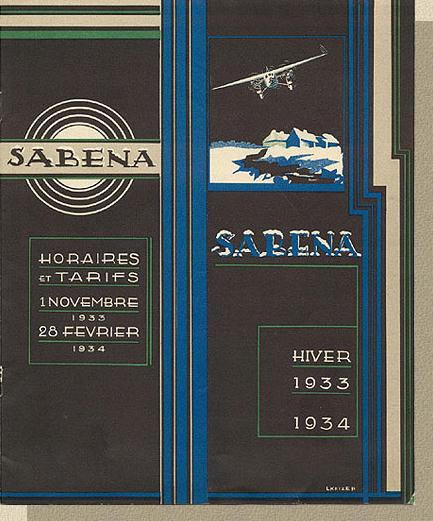 SABENA
HORAIRES
ET TARIFS
1 NOVEMBRE
1933
28 FEVRIER
1934
SABENA
HIVER
1933
1934